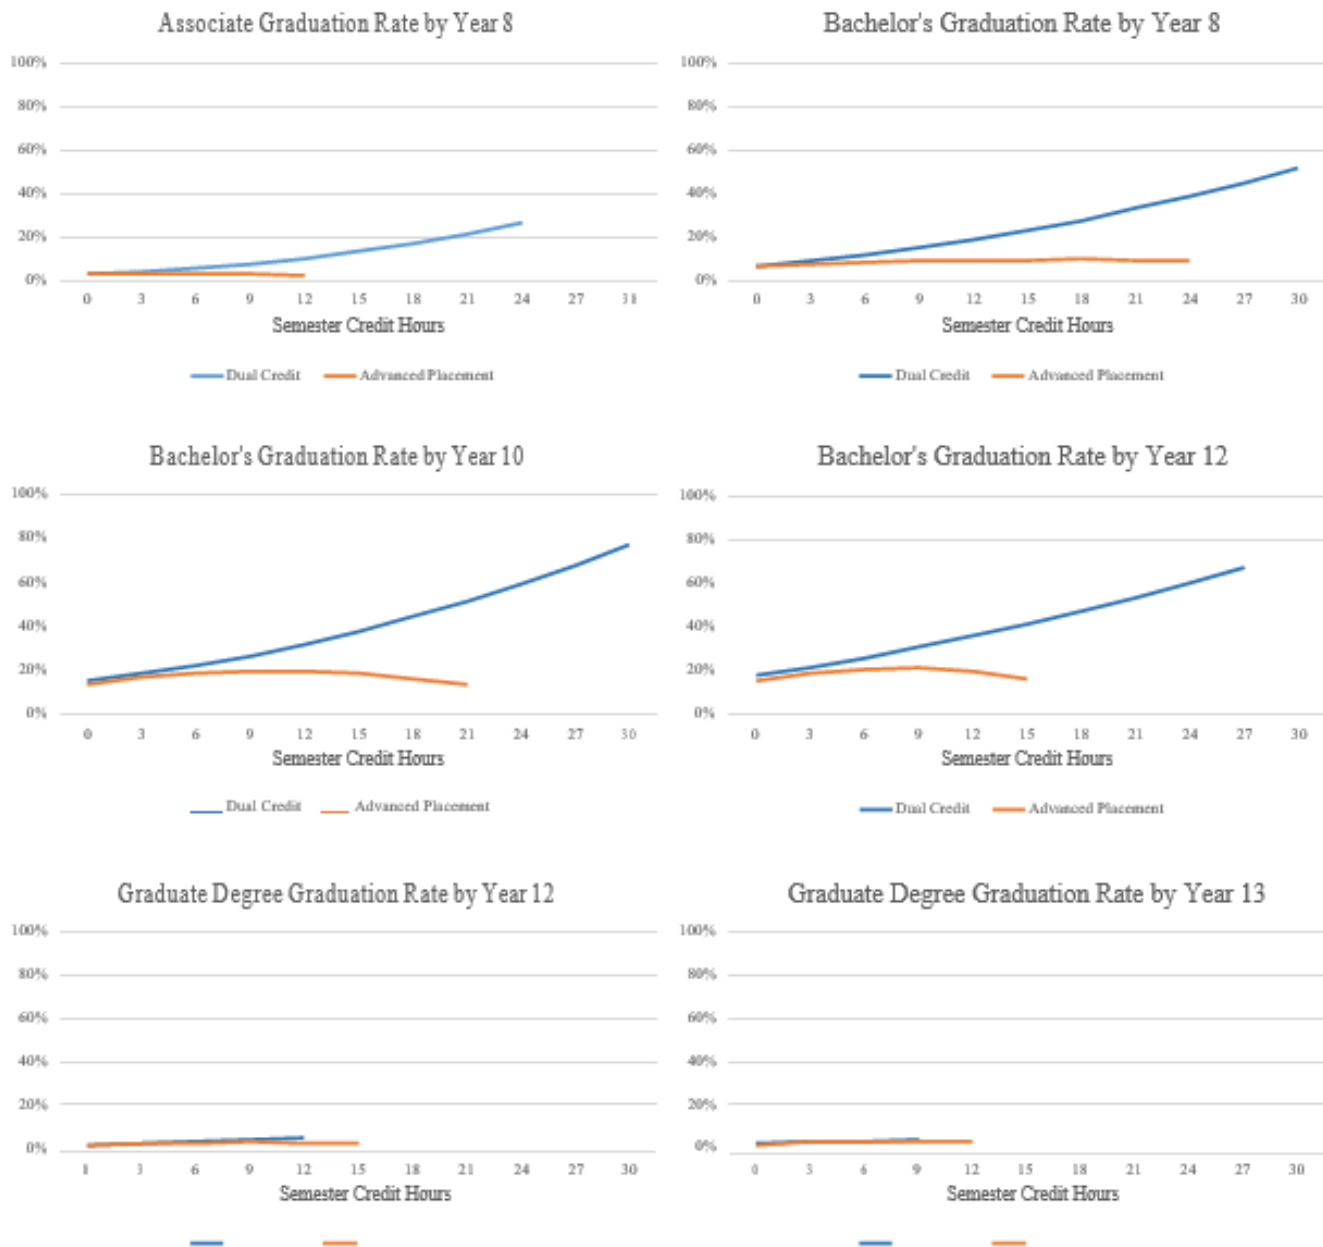 Associate Graduation Rate by Year 8
100%
80%
60%
40%
20%
0%
0 3 6 9 12 15 18 21 24 27 30
Semester Credit Hours
Dual Credit Advanced Placement
Bachelor's Graduation Rate by Year 8
100%
80%
60%
40%
20%
0%
0 3 6 9 12 15 18 21 24 27 30
Semester Credit Hours
Dual Credit Advanced Placement
Bachelor's Graduation Rate by Year 10
100%
80%
60%
40%
20%
0%
0 3 6 9 12 15 18 21 24 27 30
Semester Credit Hours
Dual Credit Advanced Placement
Bachelor's Graduation Rate by Year 12
100%
80%
60%
40%
20%
0%
0 3 6 9 12 15 18 21 24 27 30
Semester Credit Hours
Dual Credit Advanced Placement
Graduate Degree Graduation Rate by Year 12
100%
80%
60%
40%
20%
0%
3 6 9 12 15 18 21 24 27 30
Semester Credit Hours
Graduate Degree Graduation Rate by Year 13
100%
80%
60%
40%
20%
0%
0 3 6 9 12 15 18 21 24 27 30
Semester Credit Hours